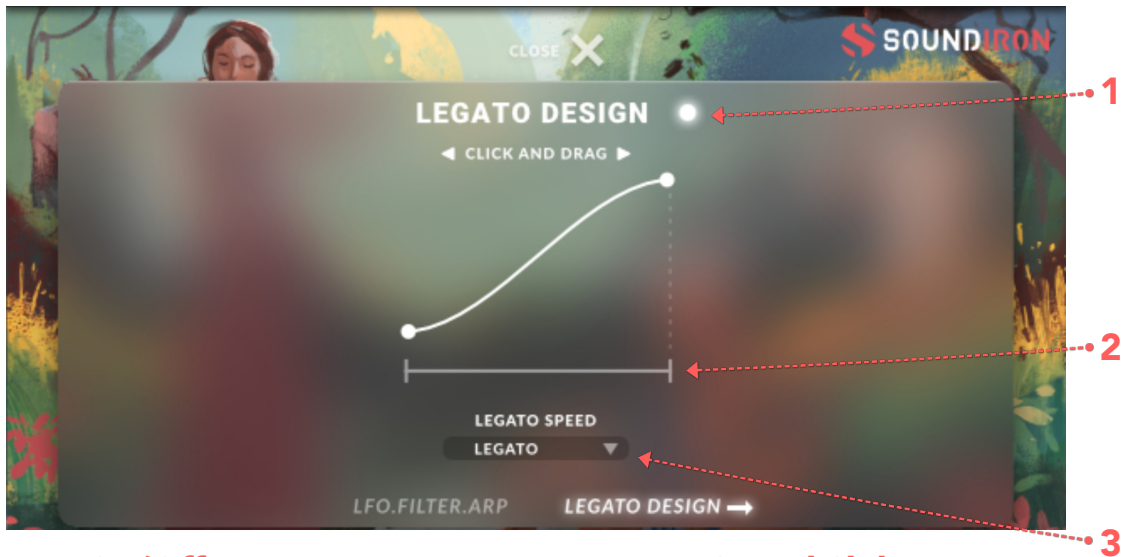 CLOSE
SOUNDIRON
1
LEGATO DESIGN
◀ CLICK AND DRAG ▶
2
LEGATO SPEED
LEGATO ▼
LFO.FILTER.ARP LEGATO DESIGN →
3